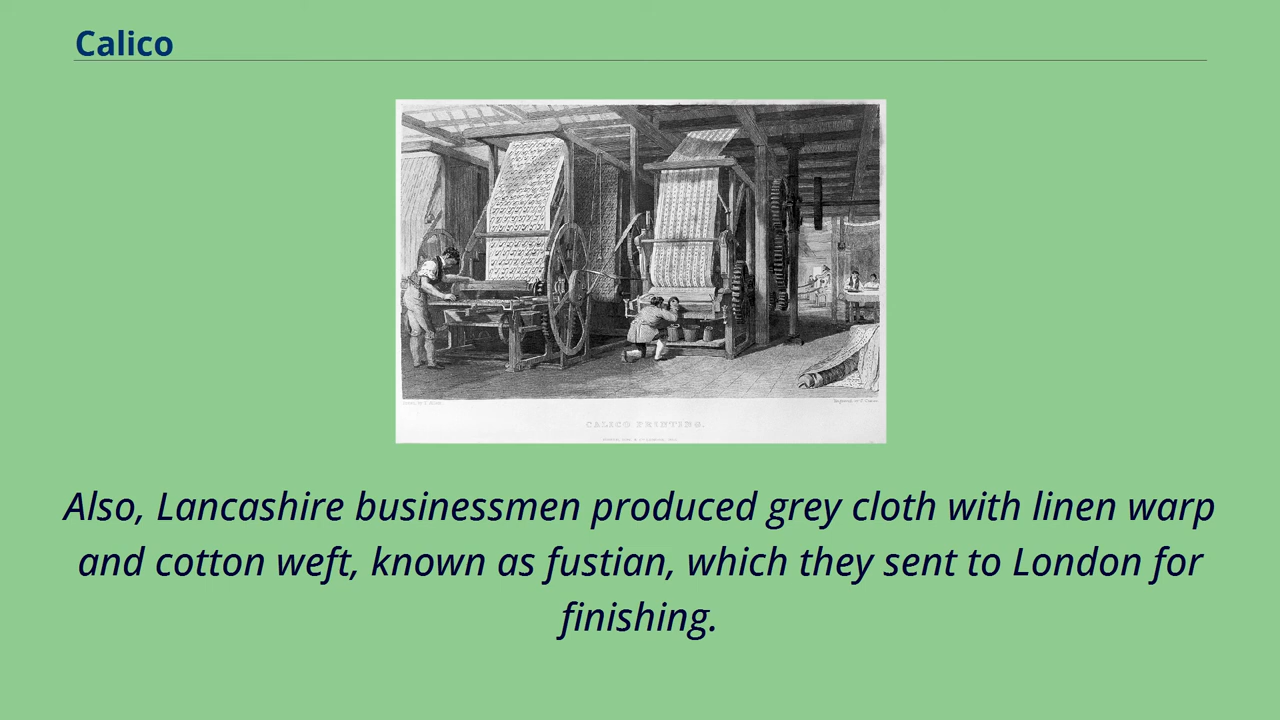 Calico
CALICO PRINTING.
Also, Lancashire businessmen produced grey cloth with linen warp
and cotton weft, known as fustian, which they sent to London for
finishing.